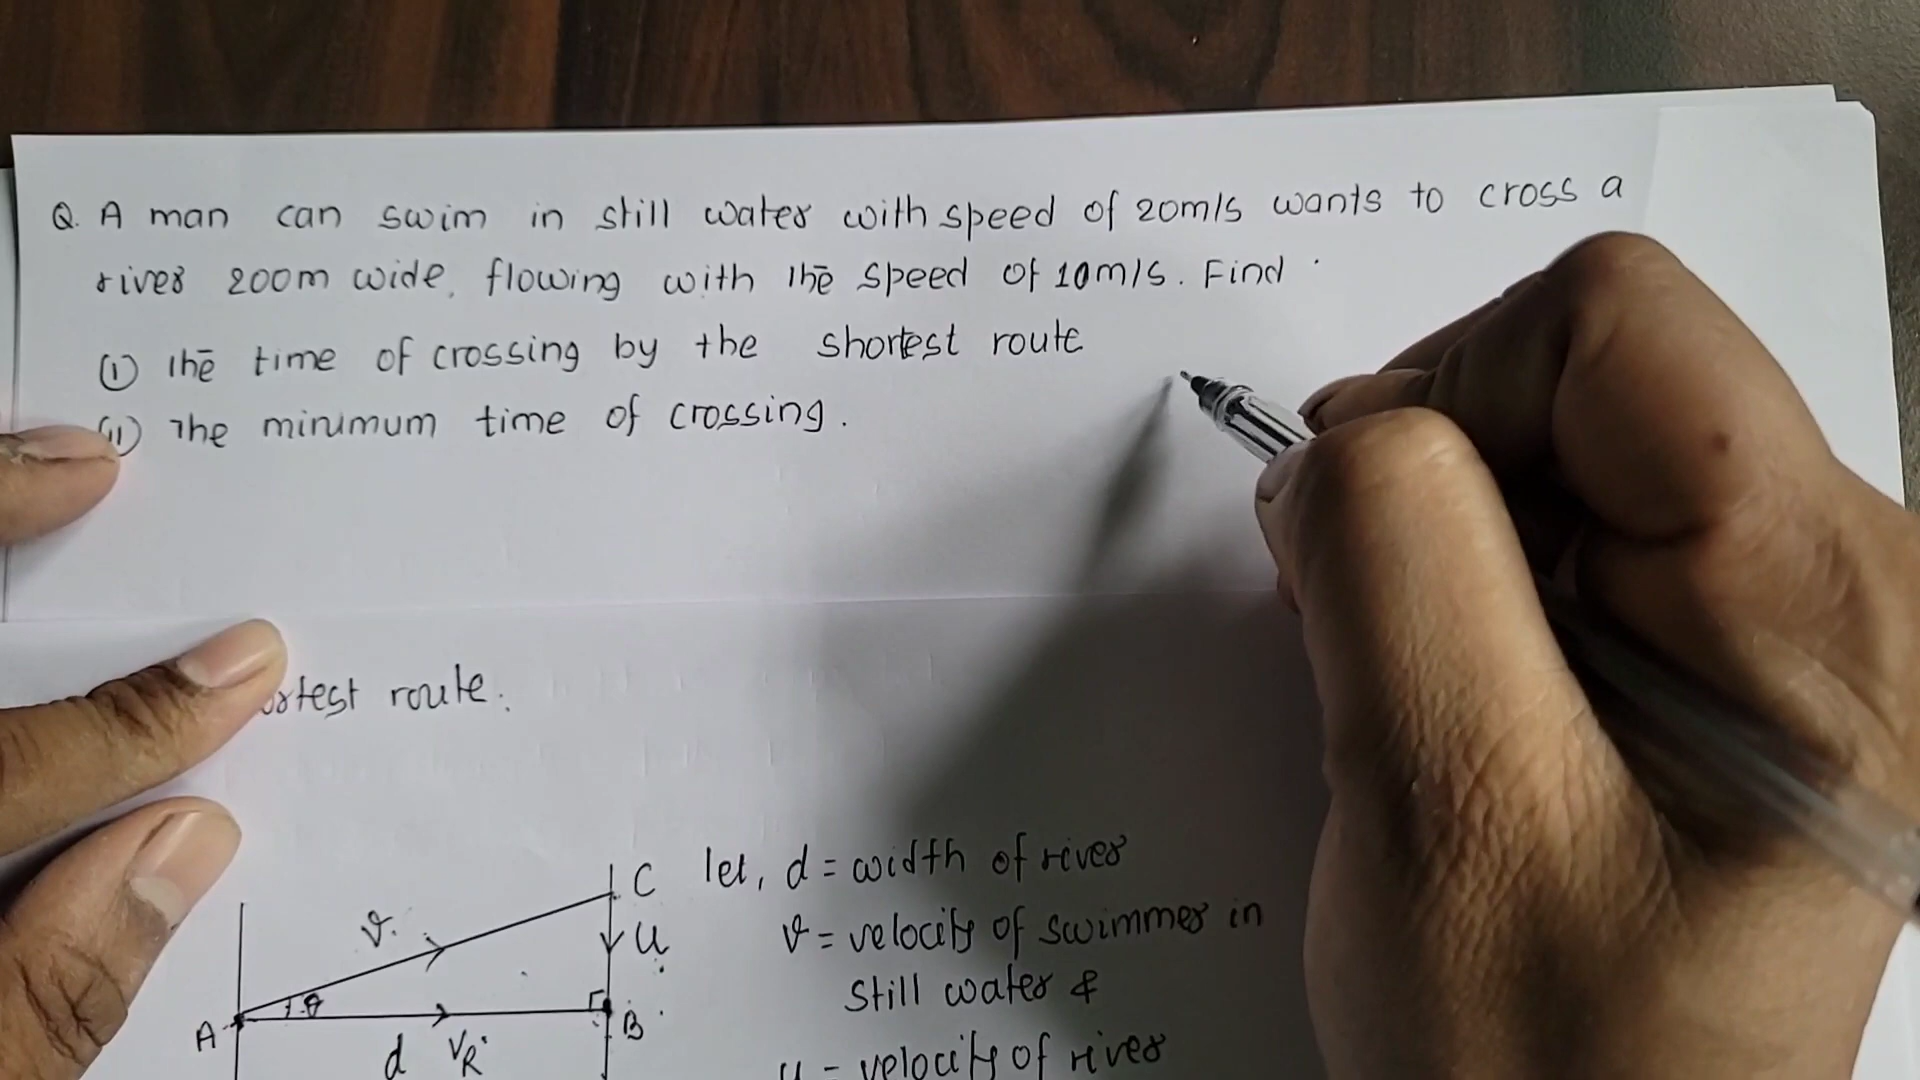 Q. A man can swim in still water with speed of 20m/s wants to cross a
river 200m wide, flowing with the speed of 10m/s. Find
(i) The time of crossing by the shortest route
(ii) The minimum time of crossing.
route.
C
let, d = width of river
v
u
v = velocity of swimmer in
still water &
θ
A
B
d
VR
u = velocity of river